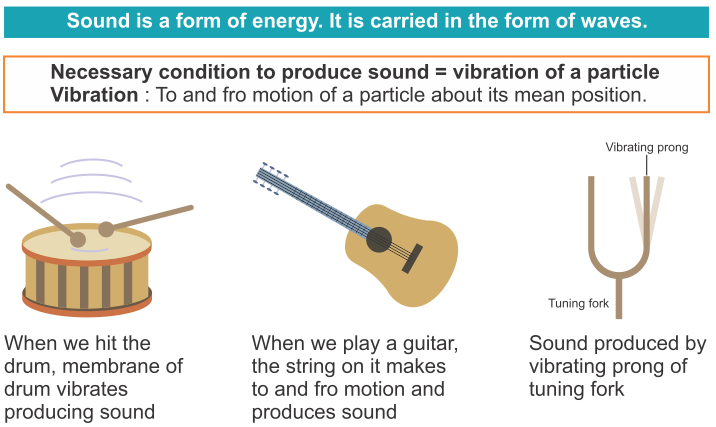 Sound is a form of energy. It is carried in the form of waves.
Necessary condition to produce sound = vibration of a particle
Vibration : To and fro motion of a particle about its mean position.
Vibrating prong
Tuning fork
When we hit the
drum, membrane of
drum vibrates
producing sound
When we play a guitar,
the string on it makes
to and fro motion and
produces sound
Sound produced by
vibrating prong of
tuning fork